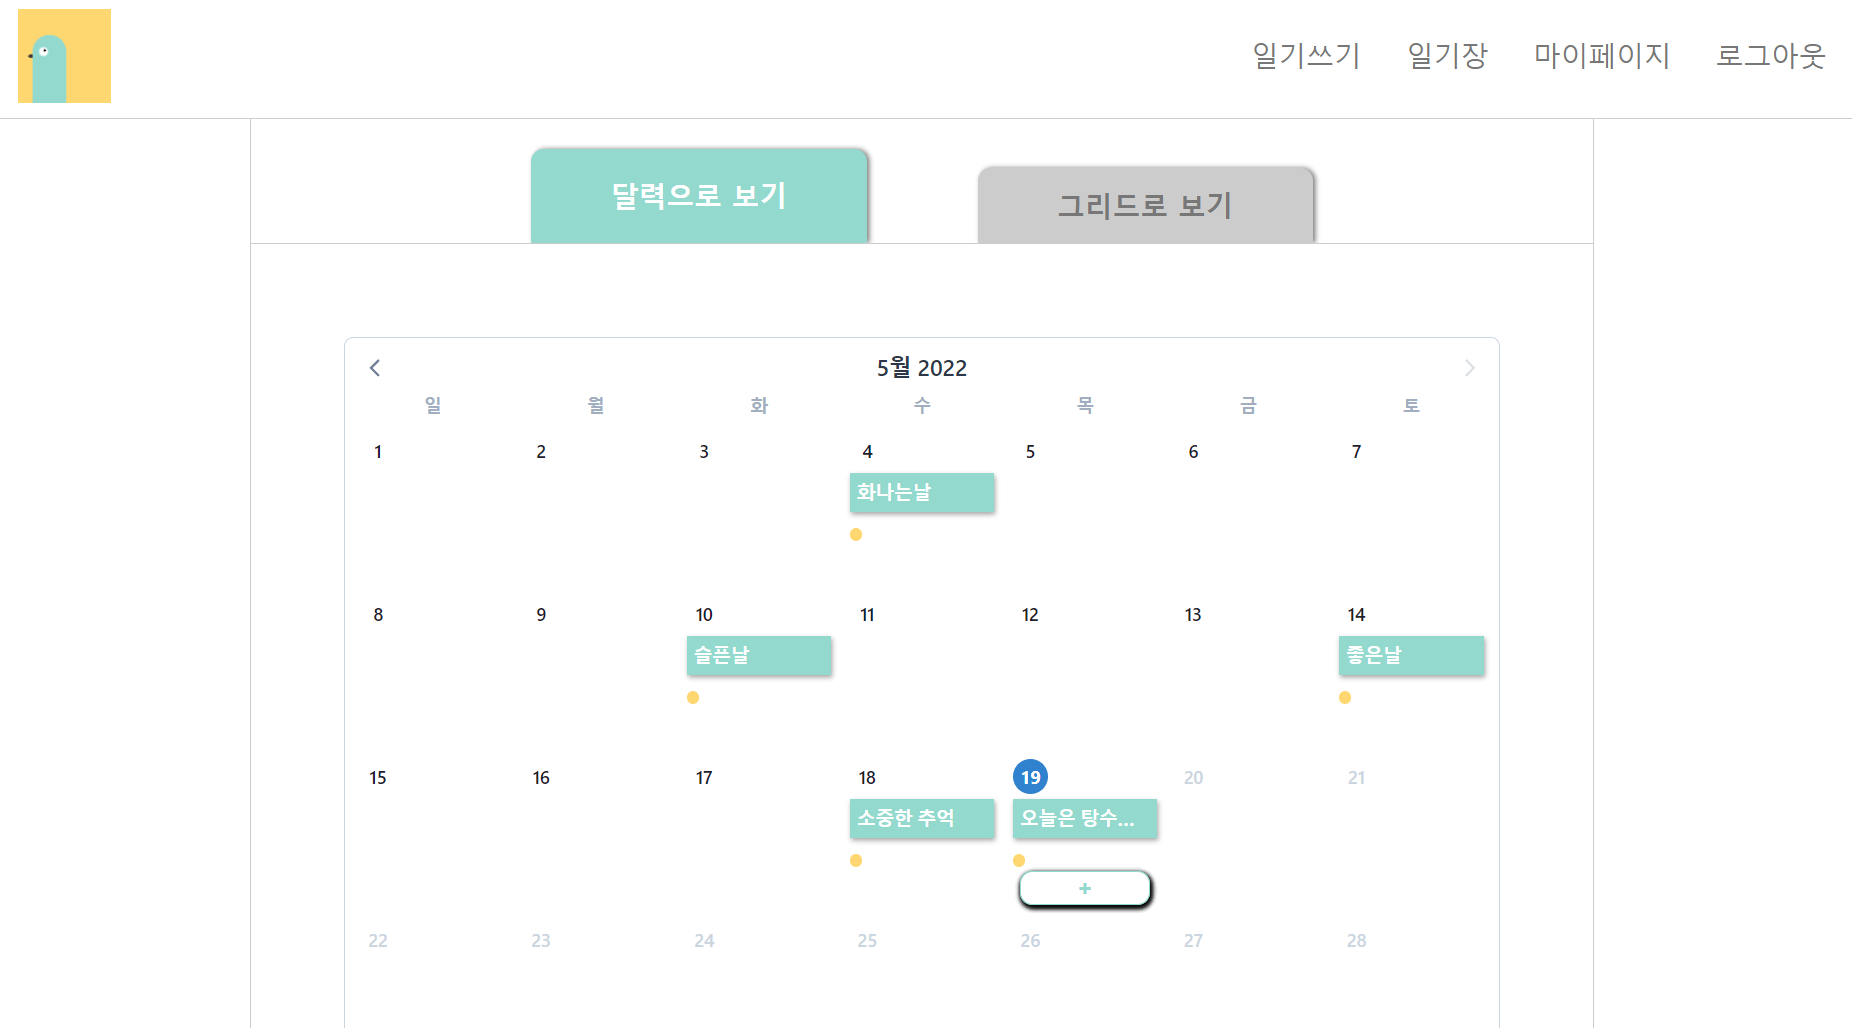 일기쓰기 일기장 마이페이지 로그아웃
달력으로 보기 그리드로 보기
5월 2022
일 월 화 수 목 금 토
1 2 3 4 5 6 7
화나는날
8 9 10 11 12 13 14
슬픈날 좋은날
15 16 17 18 19 20 21
소중한 추억 오늘은 탕수...
+
22 23 24 25 26 27 28